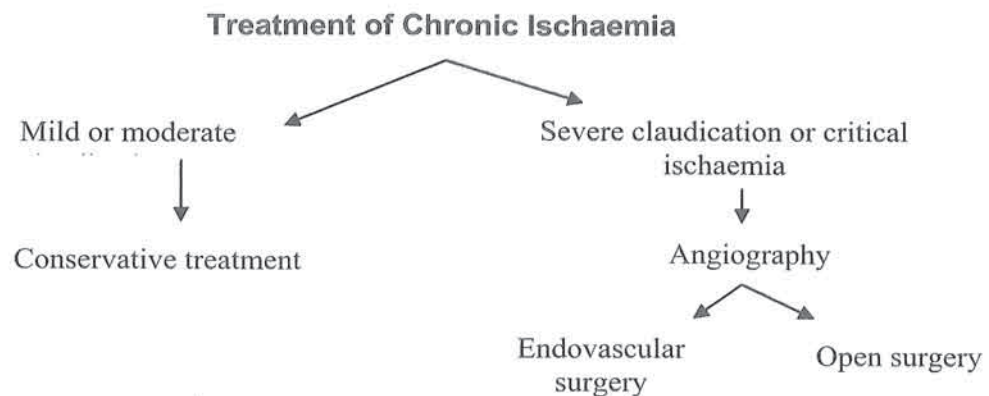 Treatment of Chronic Ischaemia
Mild or moderate
Severe claudication or critical
ischaemia
Conservative treatment
Angiography
Endovascular
surgery
Open surgery